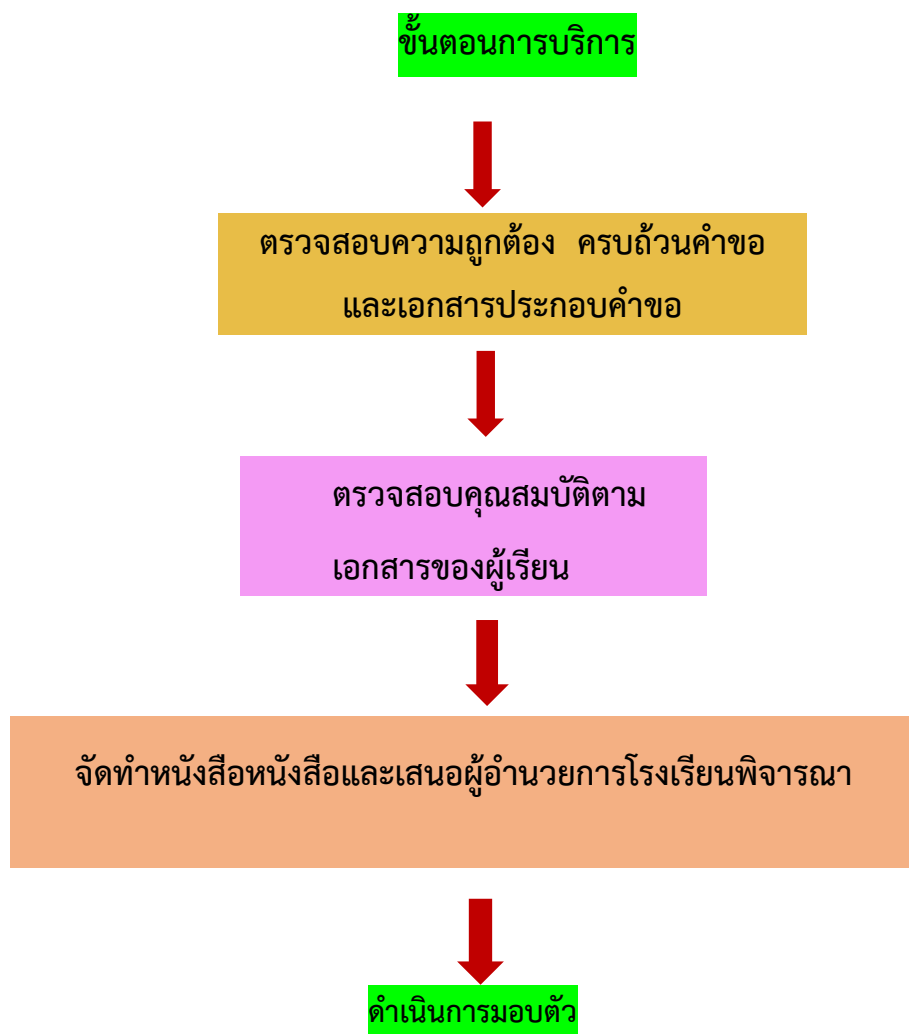 ขั้นตอนการบริการ
ตรวจสอบความถูกต้อง ครบถ้วนคำขอ
และเอกสารประกอบคำขอ
ตรวจสอบคุณสมบัติตาม
เอกสารของผู้เรียน
จัดทำหนังสือหนังสือและเสนอผู้อำนวยการโรงเรียนพิจารณา
ดำเนินการมอบตัว